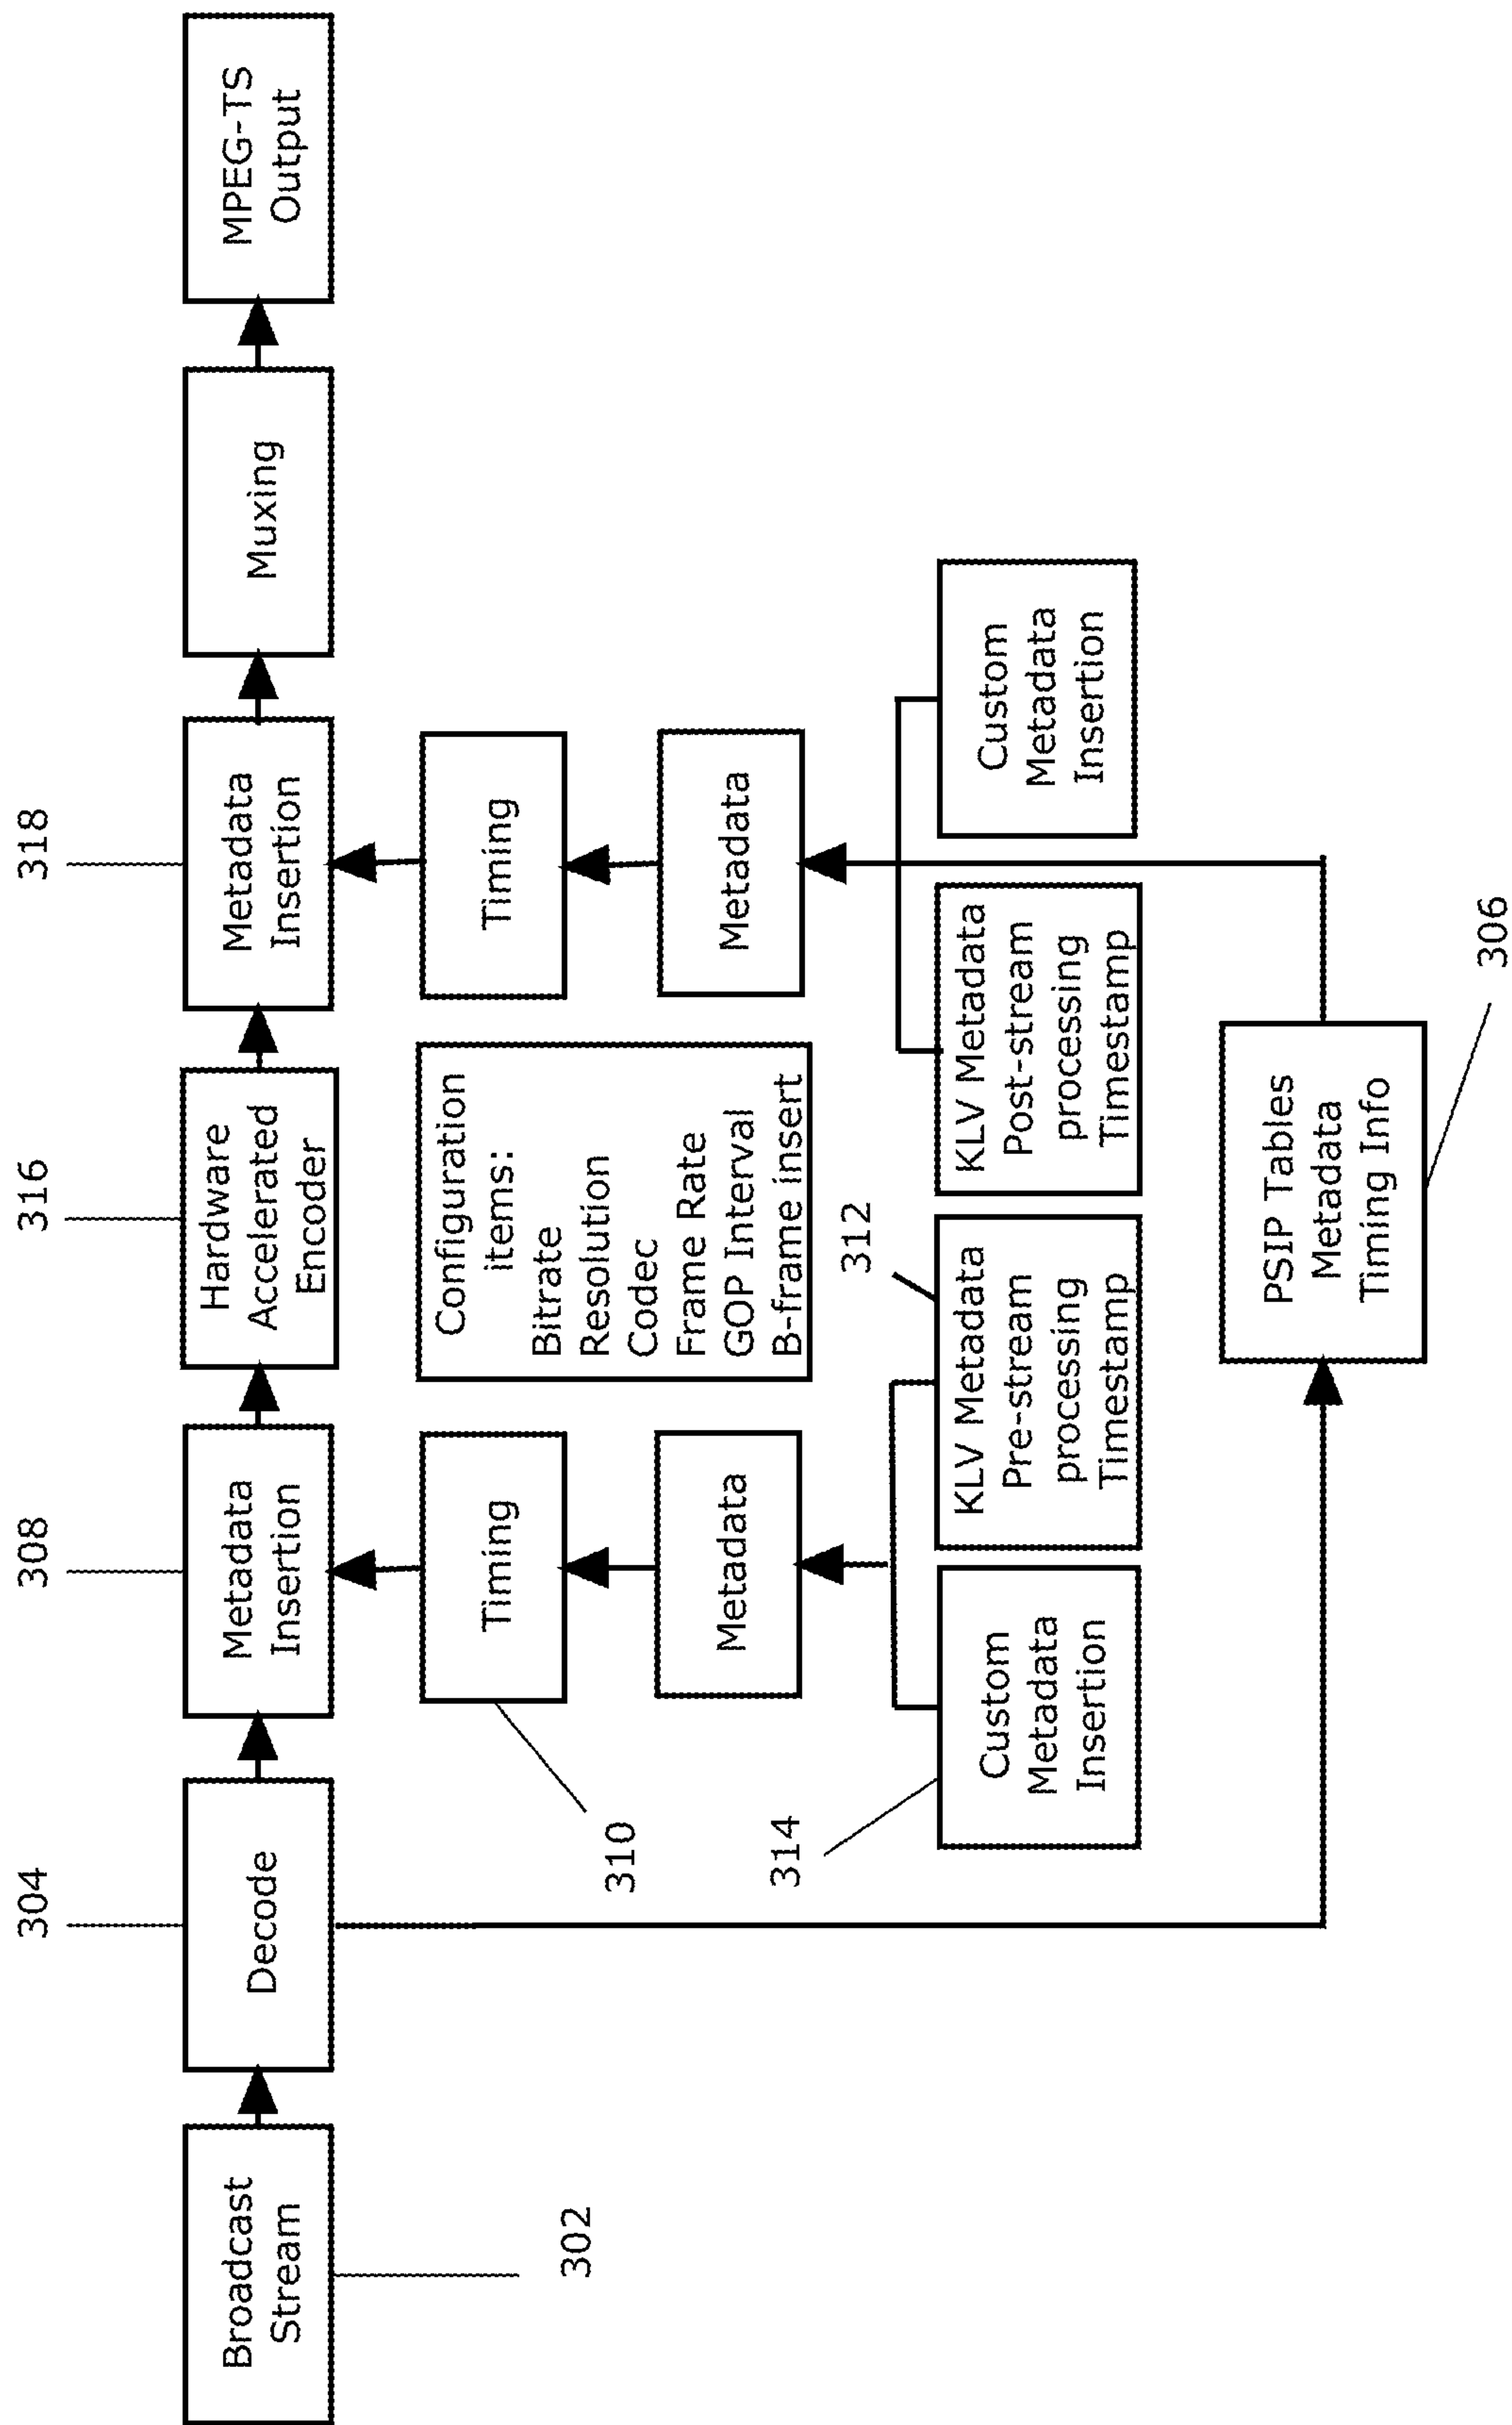 304
308
316
318
Broadcast
Stream
Decode
Metadata
Insertion
Hardware
Accelerated
Encoder
Metadata
Insertion
Muxing
MPEG-TS
Output
302
310
Timing
Configuration
items:
Bitrate
Resolution
Codec
Frame Rate
GOP Interval
B-frame insert
Timing
Metadata
Metadata
314
312
Custom
Metadata
Insertion
KLV Metadata
Pre-stream
processing
Timestamp
KLV Metadata
Post-stream
processing
Timestamp
Custom
Metadata
Insertion
PSIP Tables
Metadata
Timing Info
306